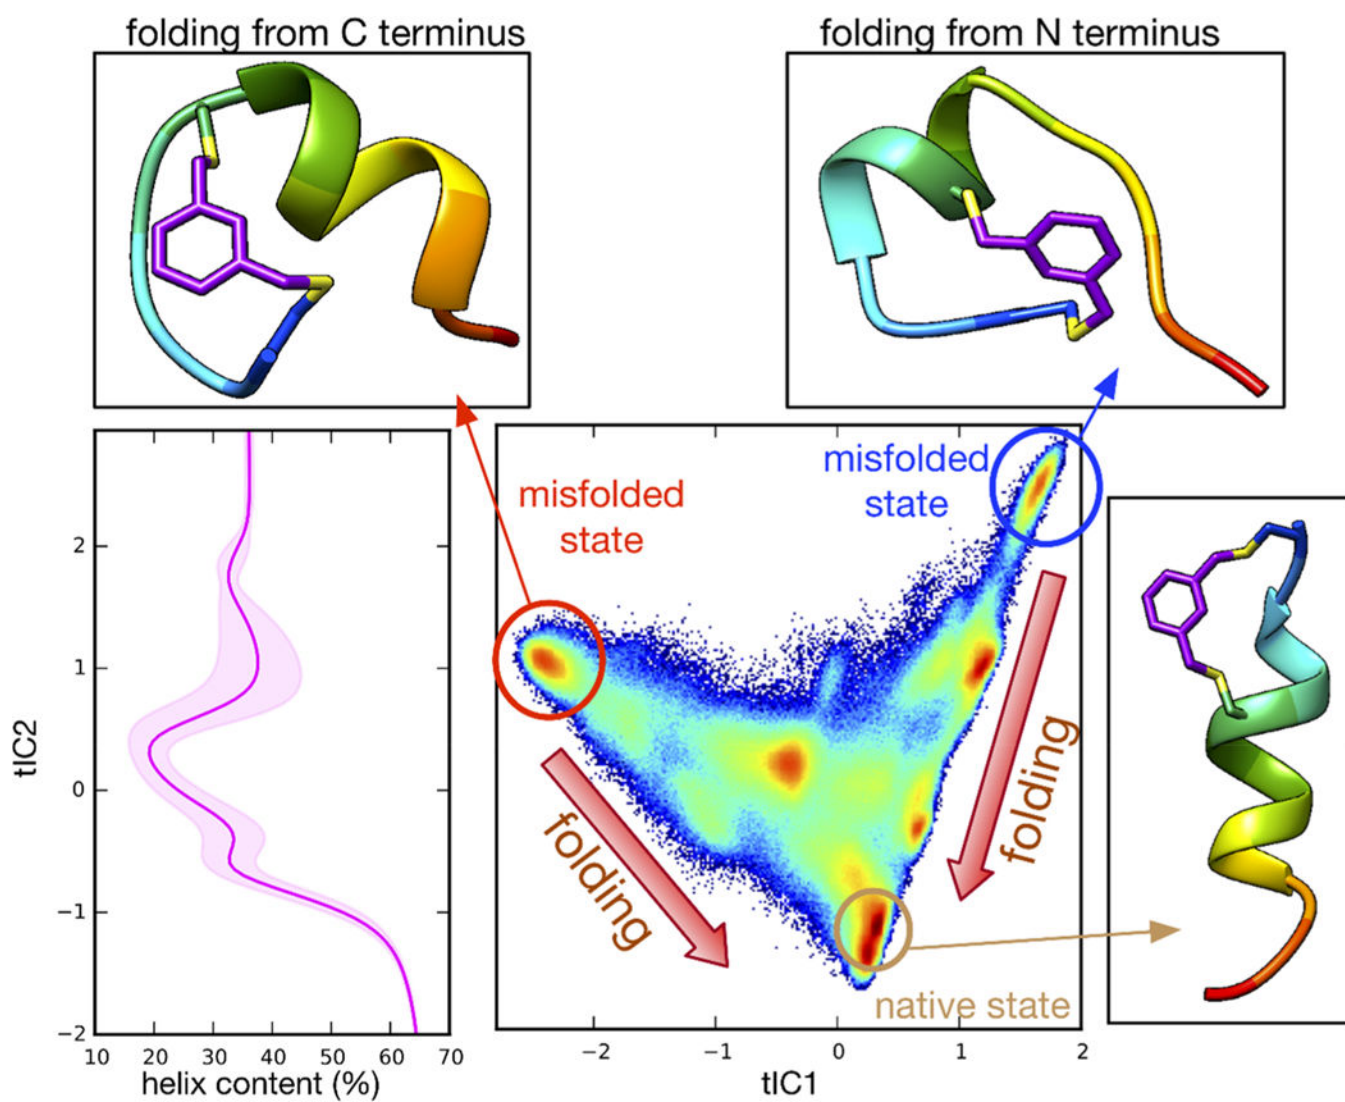 folding from C terminus
folding from N terminus
misfolded
state
misfolded
state
folding
folding
native state
tIC2
2
1
0
−1
−2
10 20 30 40 50 60 70
helix content (%)
−2 −1 0 1 2
tIC1